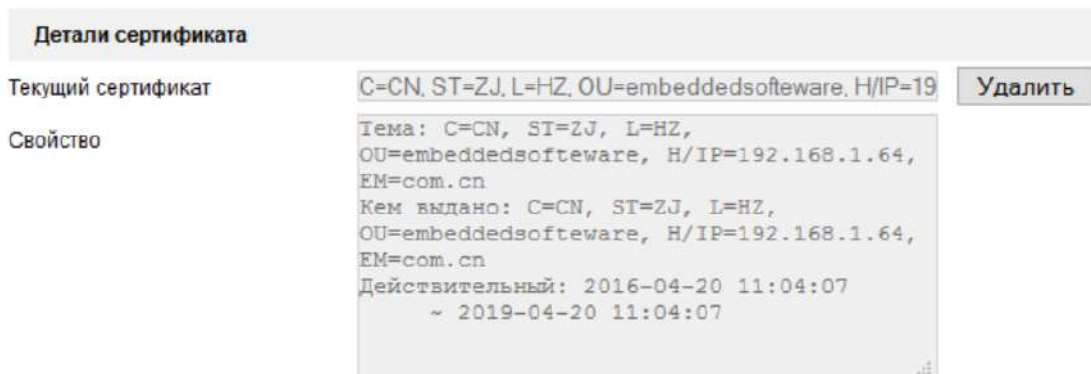 Детали сертификата
Текущий сертификат
C=CN, ST=ZJ, L=HZ, OU=embeddedsofteware, H/IP=19
Удалить
Свойство
Тема: C=CN, ST=ZJ, L=HZ,
OU=embeddedsofteware, H/IP=192.168.1.64,
EM=com.cn
Кем выдано: C=CN, ST=ZJ, L=HZ,
OU=embeddedsofteware, H/IP=192.168.1.64,
EM=com.cn
Действительный: 2016-04-20 11:04:07
~ 2019-04-20 11:04:07